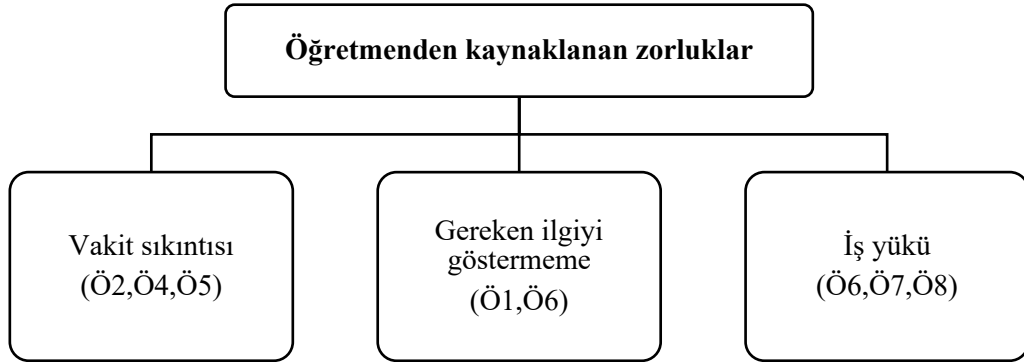 Öğretmenden kaynaklanan zorluklar
Vakit sıkıntısı
(Ö2,Ö4,Ö5)
Gereken ilgiyi
göstermeme
(Ö1,Ö6)
İş yükü
(Ö6,Ö7,Ö8)